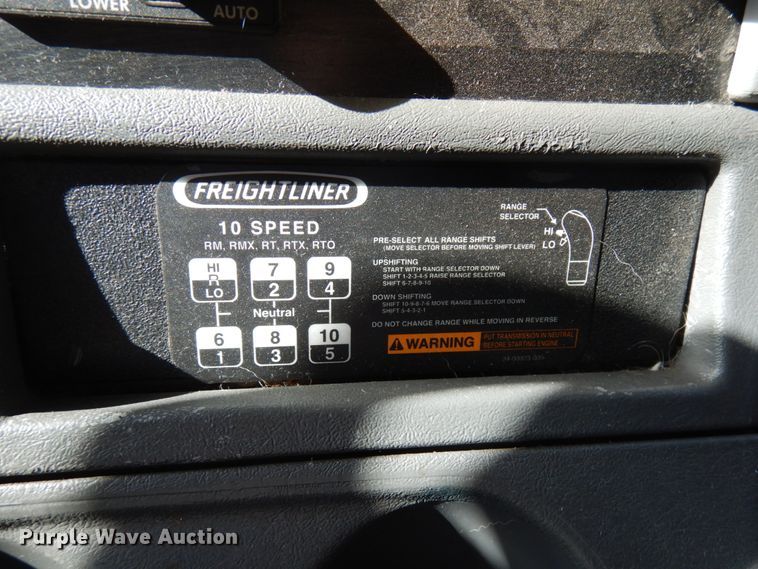 LOWER
AUTO
FREIGHTLINER
10 SPEED
RM, RMX, RT, RTX, RTO
HI R LO
7 2
9 4
Neutral
6 1
8 3
10 5
RANGE
SELECTOR
HI
LO
PRE-SELECT ALL RANGE SHIFTS
(MOVE SELECTOR BEFORE MOVING SHIFT LEVER)
UPSHIFTING
START WITH RANGE SELECTOR DOWN
SHIFT 1-2-3-4-5 RAISE RANGE SELECTOR
SHIFT 6-7-8-9-10
DOWN SHIFTING
SHIFT 10-9-8-7-6 MOVE RANGE SELECTOR DOWN
SHIFT 5-4-3-2-1
DO NOT CHANGE RANGE WHILE MOVING IN REVERSE
WARNING
PUT TRANSMISSION IN NEUTRAL
BEFORE STARTING ENGINE
Purple Wave Auction